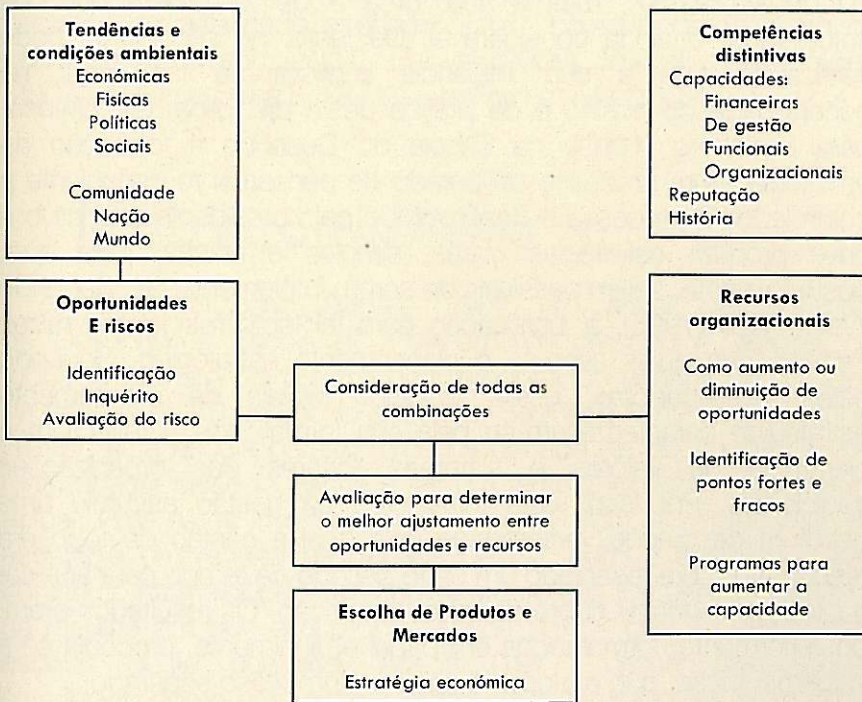 Tendências e
condições ambientais
Económicas
Fisícas
Políticas
Sociais
Comunidade
Nação
Mundo
Competências
distintivas
Capacidades:
Financeiras
De gestão
Funcionais
Organizacionais
Reputação
História
Oportunidades
E riscos
Identificação
Inquérito
Avaliação do risco
Consideração de todas as
combinações
Recursos
organizacionais
Como aumento ou
diminuição de
oportunidades
Identificação de
pontos fortes e
fracos
Programas para
aumentar a
capacidade
Avaliação para determinar
o melhor ajustamento entre
oportunidades e recursos
Escolha de Produtos e
Mercados
Estratégia económica